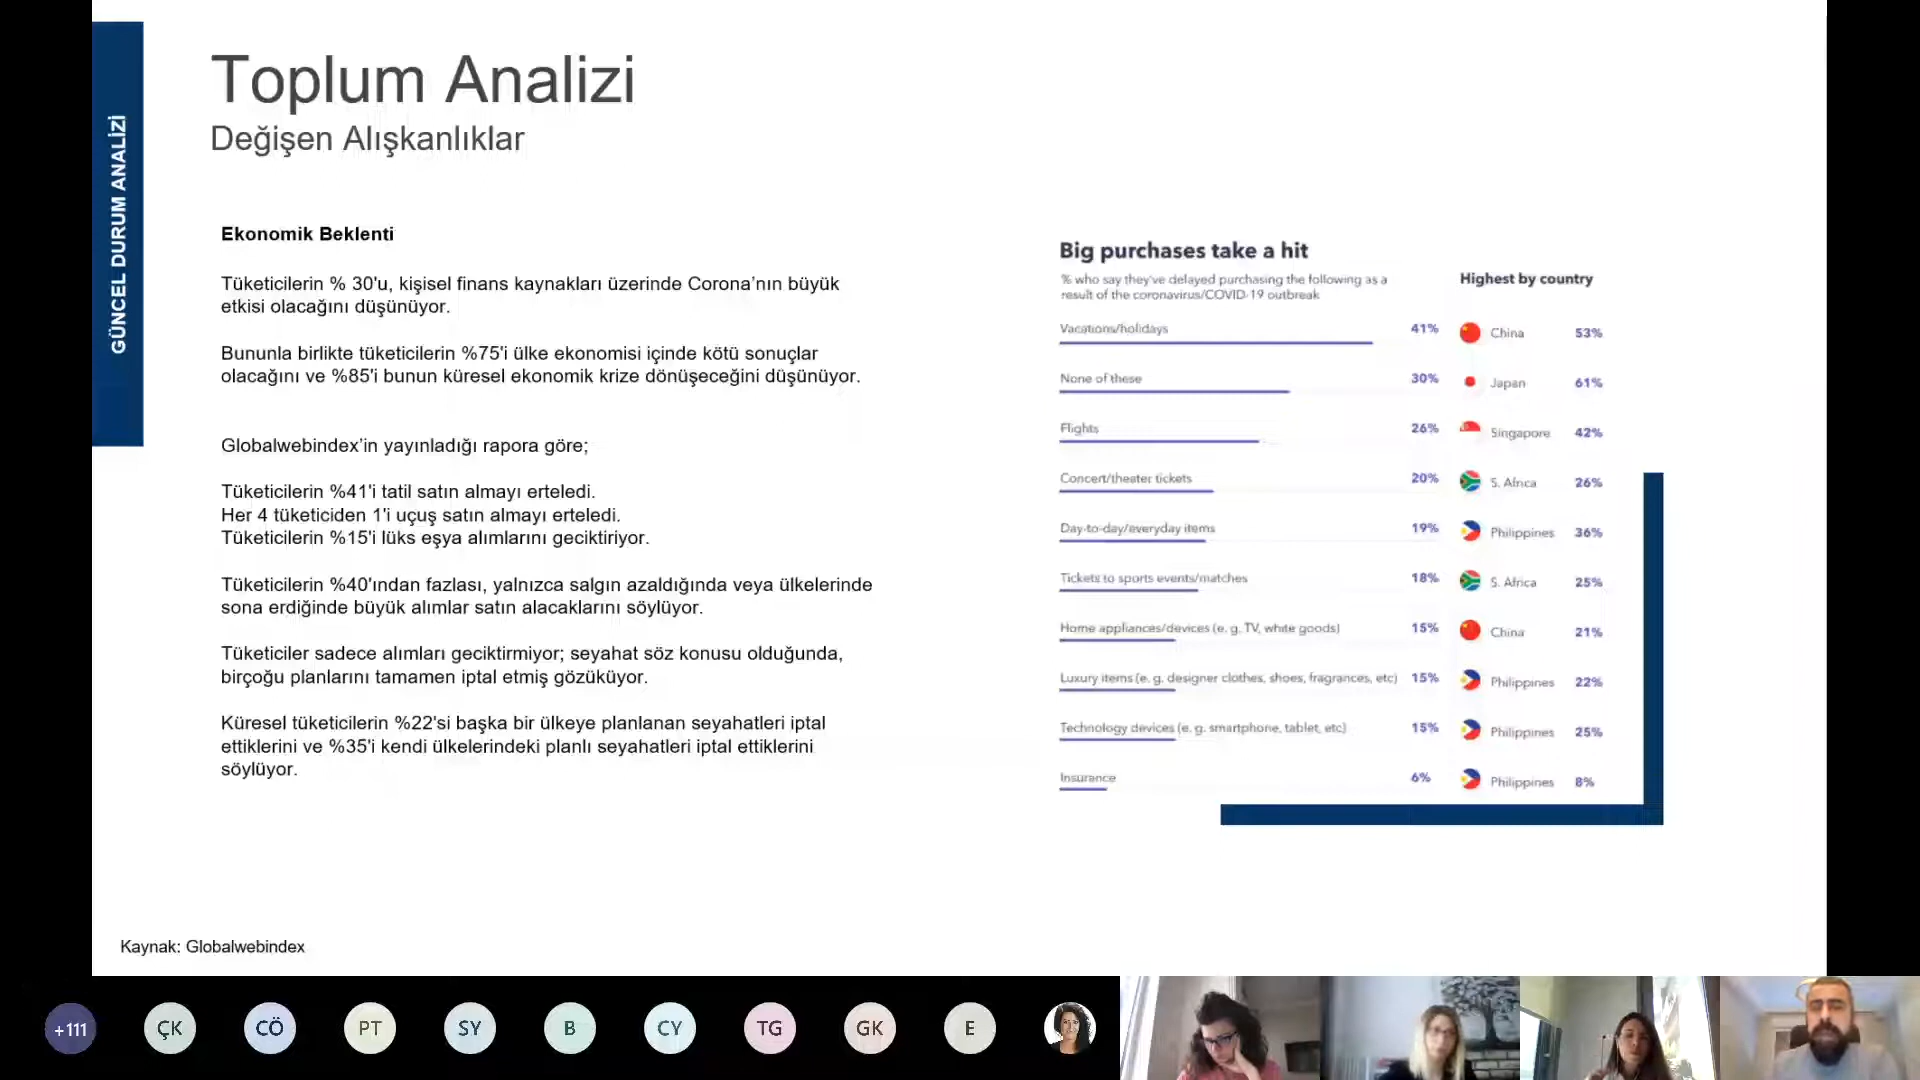 GÜNCEL DURUM ANALİZİ
Toplum Analizi
Değişen Alışkanlıklar
Ekonomik Beklenti
Tüketicilerin % 30'u, kişisel finans kaynakları üzerinde Corona’nın büyük
etkisi olacağını düşünüyor.
Bununla birlikte tüketicilerin %75'i ülke ekonomisi içinde kötü sonuçlar
olacağını ve %85'i bunun küresel ekonomik krize dönüşeceğini düşünüyor.
Globalwebindex’in yayınladığı rapora göre;
Tüketicilerin %41'i tatil satın almayı erteledi.
Her 4 tüketiciden 1'i uçuş satın almayı erteledi.
Tüketicilerin %15'i lüks eşya alımlarını geciktiriyor.
Tüketicilerin %40'ından fazlası, yalnızca salgın azaldığında veya ülkelerinde
sona erdiğinde büyük alımlar satın alacaklarını söylüyor.
Tüketiciler sadece alımları geciktirmiyor; seyahat söz konusu olduğunda,
birçoğu planlarını tamamen iptal etmiş gözüküyor.
Küresel tüketicilerin %22'si başka bir ülkeye planlanan seyahatleri iptal
ettiklerini ve %35'i kendi ülkelerindeki planlı seyahatleri iptal ettiklerini
söylüyor.
Big purchases take a hit
% who say they've delayed purchasing the following as a
result of the coronavirus/COVID-19 outbreak
Highest by country
Vacations/holidays 41% China 53%
None of these 30% Japan 61%
Flights 26% Singapore 42%
Concert/theater tickets 20% S. Africa 26%
Day-to-day/everyday items 19% Philippines 36%
Tickets to sports events/matches 18% S. Africa 25%
Home appliances/devices (e. g. TV, white goods) 15% China 21%
Luxury items (e. g. designer clothes, shoes, fragrances, etc) 15% Philippines 22%
Technology devices (e. g. smartphone, tablet, etc) 15% Philippines 25%
Insurance 6% Philippines 8%
Kaynak: Globalwebindex
+111 ÇK CÖ PT SY B CY TG GK E